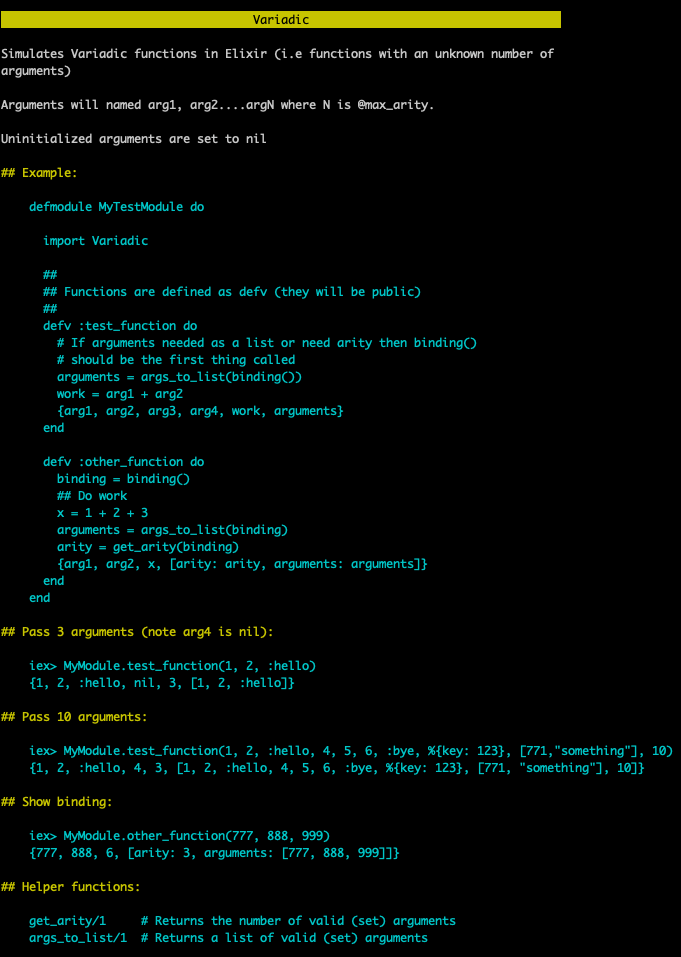 Variadic
Simulates Variadic functions in Elixir (i.e functions with an unknown number of
arguments)
Arguments will named arg1, arg2....argN where N is @max_arity.
Uninitialized arguments are set to nil
## Example:
defmodule MyTestModule do
import Variadic
##
## Functions are defined as defv (they will be public)
##
defv :test_function do
# If arguments needed as a list or need arity then binding()
# should be the first thing called
arguments = args_to_list(binding())
work = arg1 + arg2
{arg1, arg2, arg3, arg4, work, arguments}
end
defv :other_function do
binding = binding()
## Do work
x = 1 + 2 + 3
arguments = args_to_list(binding)
arity = get_arity(binding)
{arg1, arg2, x, [arity: arity, arguments: arguments]}
end
end
## Pass 3 arguments (note arg4 is nil):
iex> MyModule.test_function(1, 2, :hello)
{1, 2, :hello, nil, 3, [1, 2, :hello]}
## Pass 10 arguments:
iex> MyModule.test_function(1, 2, :hello, 4, 5, 6, :bye, %{key: 123}, [771,"something"], 10)
{1, 2, :hello, 4, 3, [1, 2, :hello, 4, 5, 6, :bye, %{key: 123}, [771, "something"], 10]}
## Show binding:
iex> MyModule.other_function(777, 888, 999)
{777, 888, 6, [arity: 3, arguments: [777, 888, 999]]}
## Helper functions:
get_arity/1     # Returns the number of valid (set) arguments
args_to_list/1  # Returns a list of valid (set) arguments